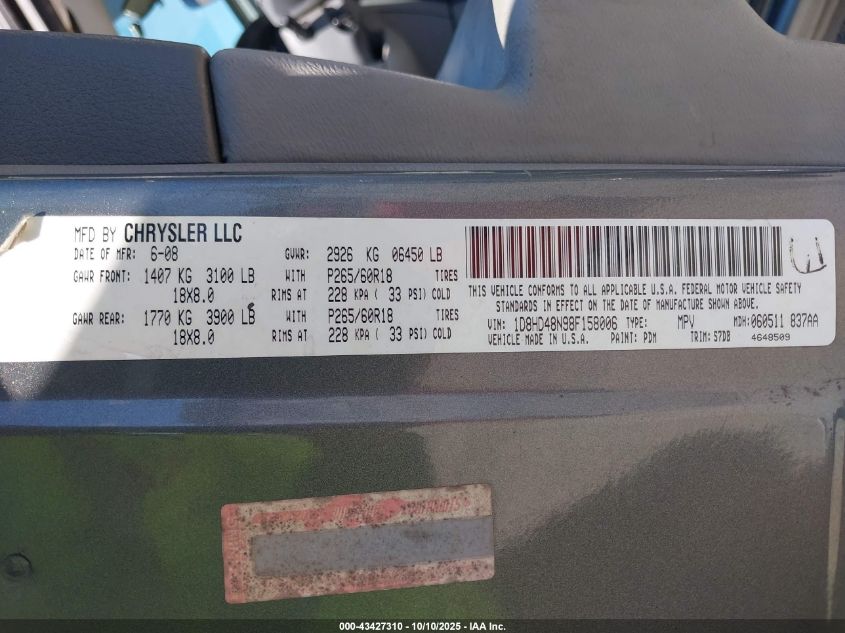 MFD BY CHRYSLER LLC
DATE OF MFR: 6-08 GVWR: 2926 KG 06450 LB
GAWR FRONT: 1407 KG 3100 LB WITH P265/60R18 TIRES
18X8.0 RIMS AT 228 KPA ( 33 PSI) COLD
GAWR REAR: 1770 KG 3900 LB WITH P265/60R18 TIRES
18X8.0 RIMS AT 228 KPA ( 33 PSI) COLD
THIS VEHICLE CONFORMS TO ALL APPLICABLE U.S.A. FEDERAL MOTOR VEHICLE SAFETY
STANDARDS IN EFFECT ON THE DATE OF MANUFACTURE SHOWN ABOVE.
VIN: 1D8HD48N98F158006 TYPE: MPV MDH: 060511 837AA
VEHICLE MADE IN U.S.A. PAINT: PDM TRIM: S7DB 4648509
000-43427310 - 10/10/2025 - IAA Inc.